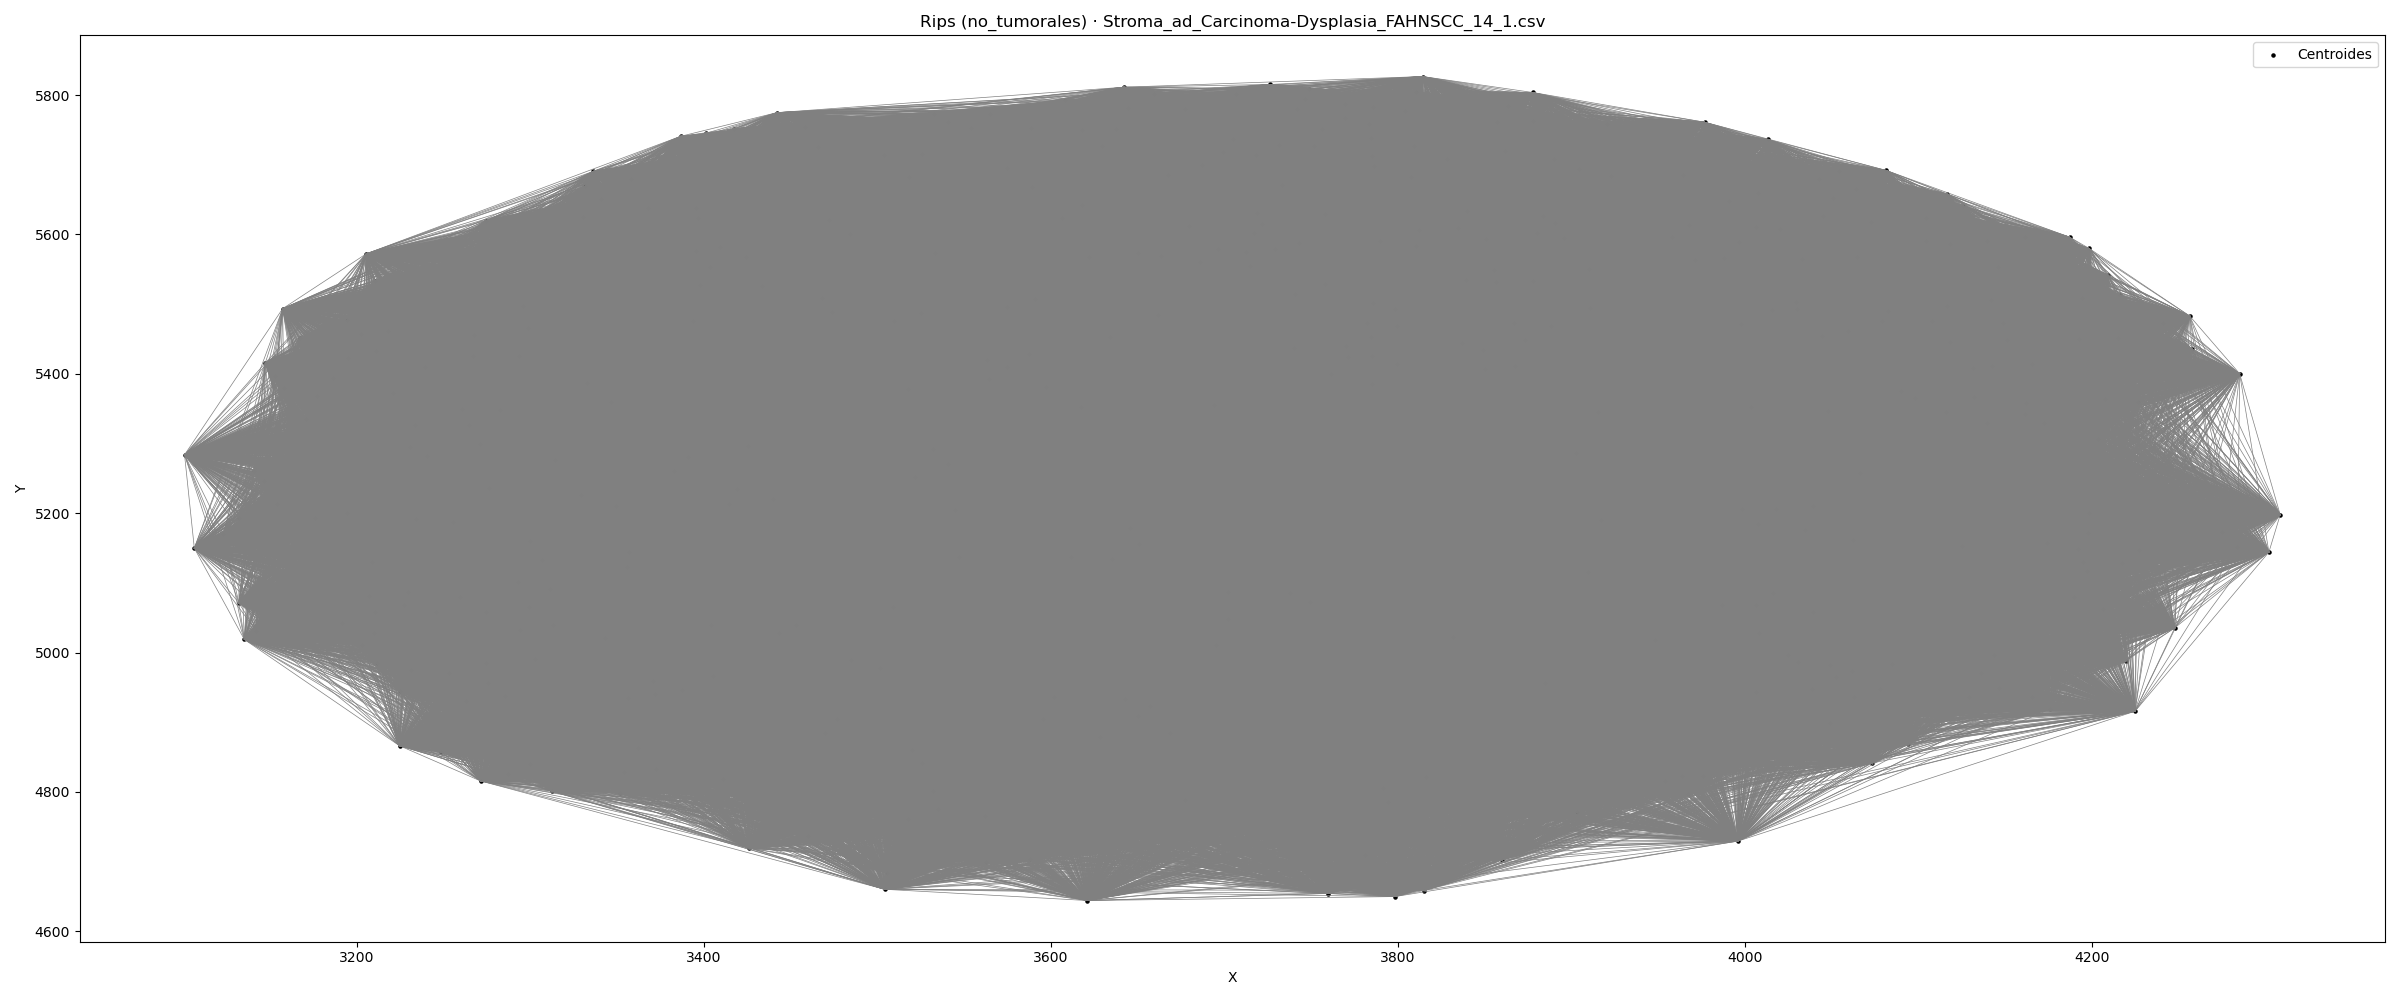 Rips (no_tumorales) · Stroma_ad_Carcinoma-Dysplasia_FAHNSCC_14_1.csv
Centroides
5800
5600
5400
5200
5000
4800
4600
Y
3200 3400 3600 3800 4000 4200
X